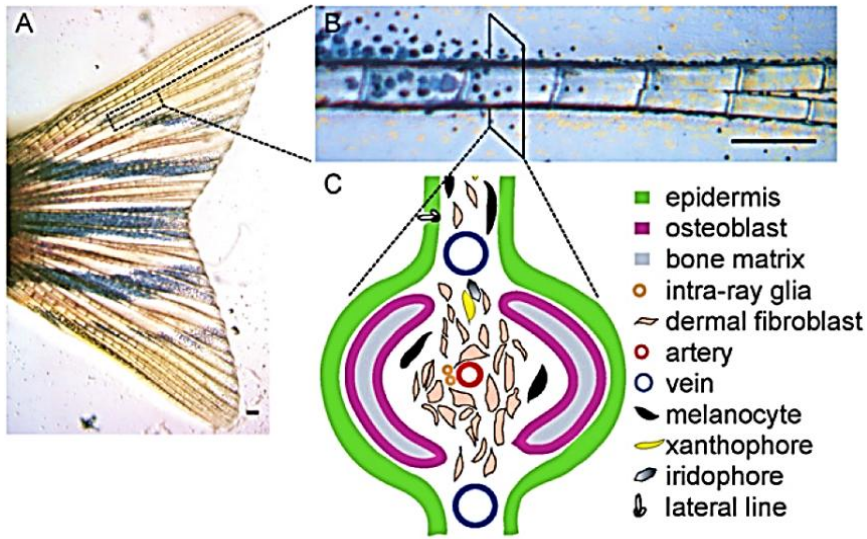 A
B
C
epidermis
osteoblast
bone matrix
intra-ray glia
dermal fibroblast
artery
vein
melanocyte
xanthophore
iridophore
lateral line